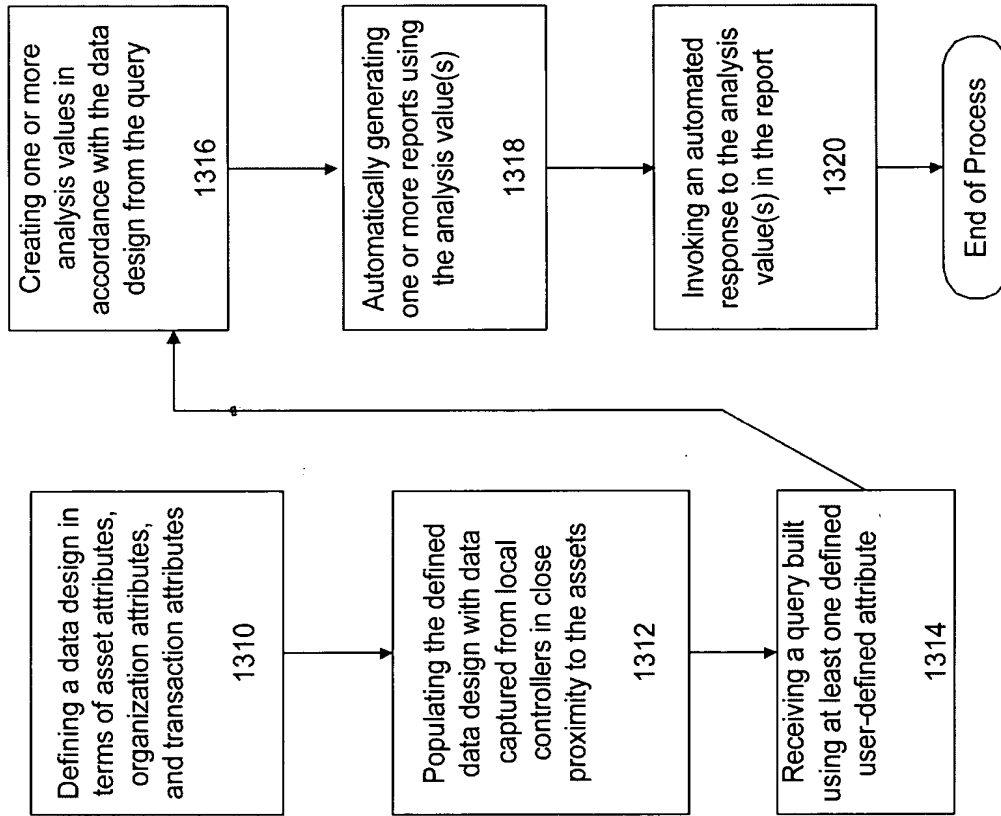 Defining a data design in
terms of asset attributes,
organization attributes,
and transaction attributes
1310
Populating the defined
data design with data
captured from local
controllers in close
proximity to the assets
1312
Receiving a query built
using at least one defined
user-defined attribute
1314
Creating one or more
analysis values in
accordance with the data
design from the query
1316
Automatically generating
one or more reports using
the analysis value(s)
1318
Invoking an automated
response to the analysis
value(s) in the report
1320
End of Process